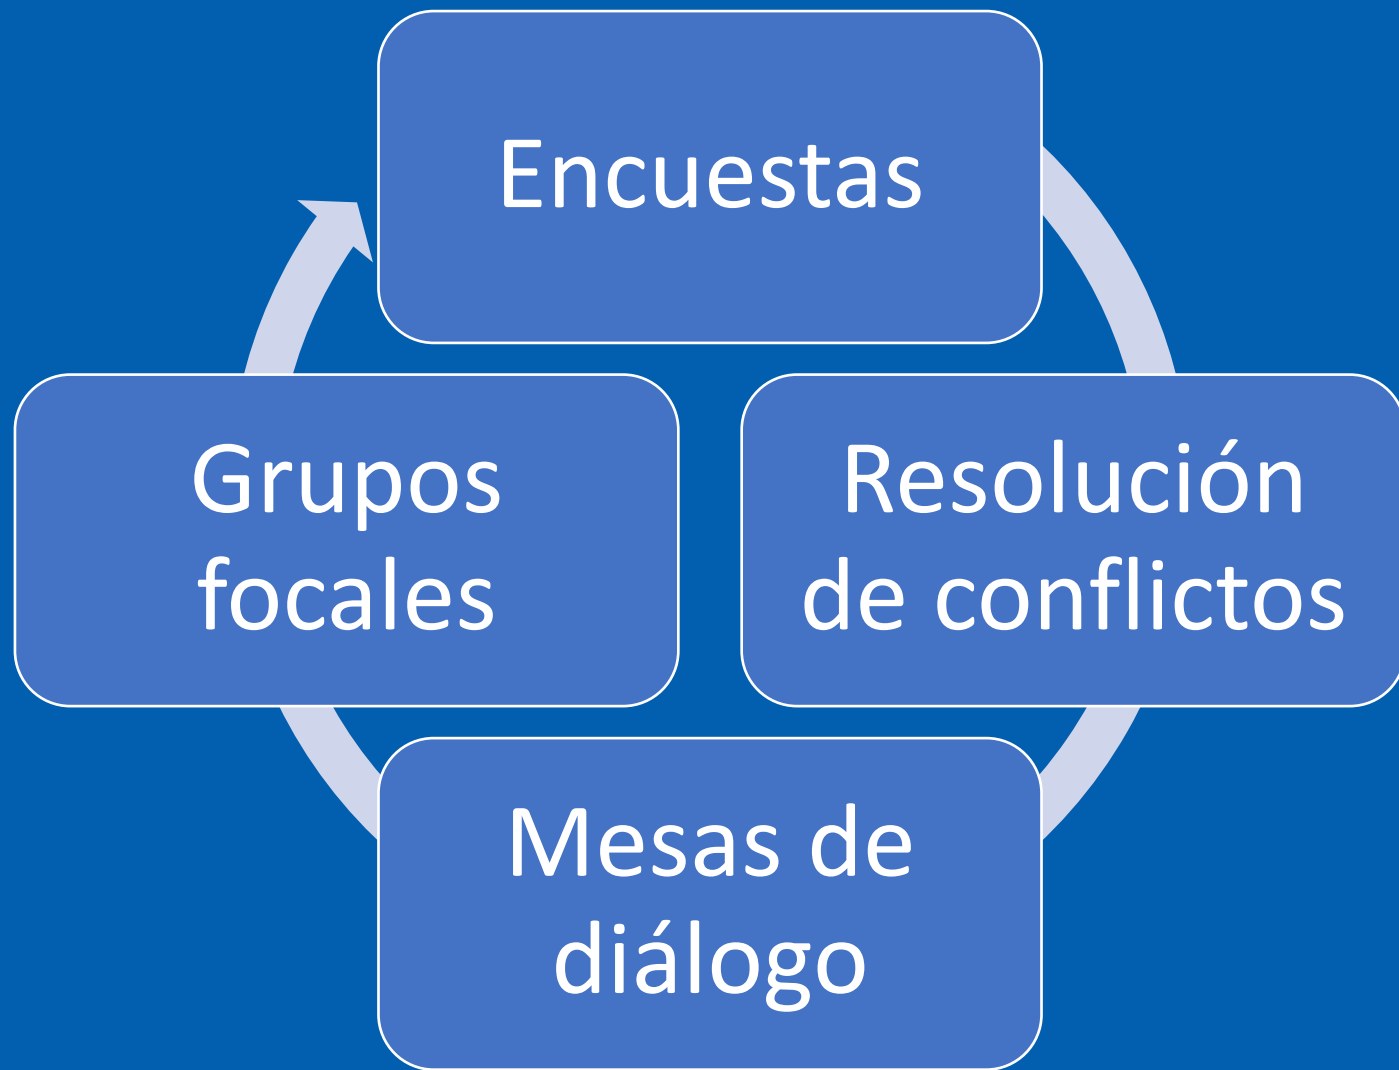 Encuestas
Resolución
de conflictos
Mesas de
diálogo
Grupos
focales